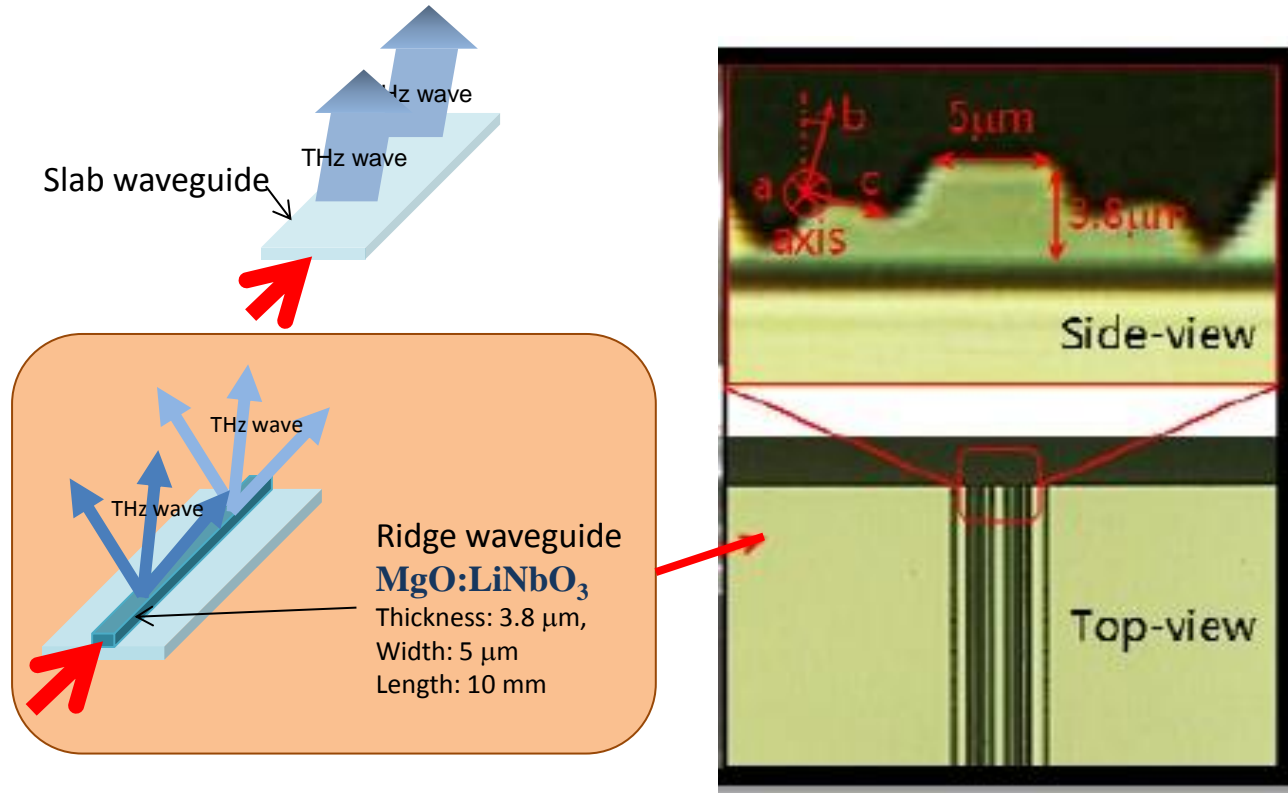 Hz wave
THz wave
Slab waveguide
THz wave
THz wave
Ridge waveguide
MgO:LiNbO3
Thickness: 3.8 μm,
Width: 5 μm
Length: 10 mm
b
5μm
a
c
axis
3.8μm
Side-view
Top-view